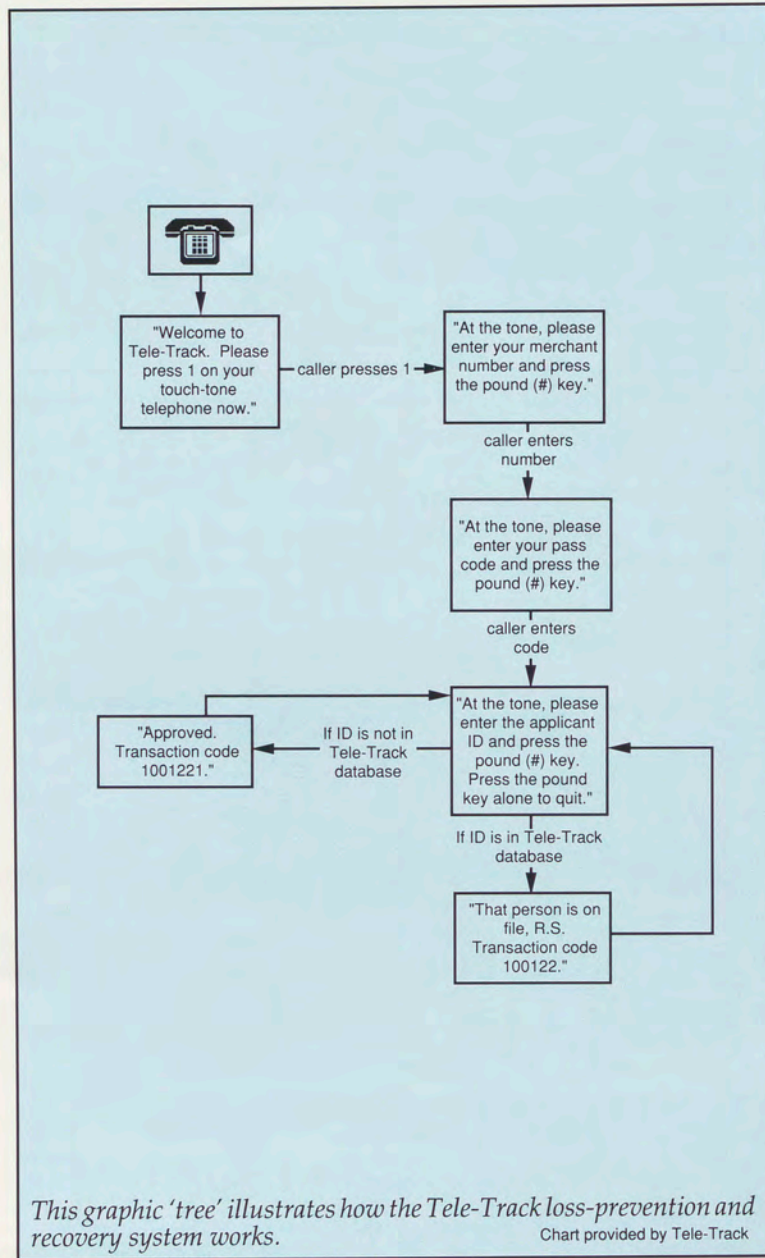 "Welcome to
Tele-Track. Please
press 1 on your
touch-tone
telephone now."
caller presses 1
"At the tone, please
enter your merchant
number and press
the pound (#) key."
caller enters
number
"At the tone, please
enter your pass
code and press the
pound (#) key."
caller enters
code
"At the tone, please
enter the applicant
ID and press the
pound (#) key.
Press the pound
key alone to quit."
If ID is not in
Tele-Track
database
"Approved.
Transaction code
1001221."
If ID is in Tele-Track
database
"That person is on
file, R.S.
Transaction code
100122."
This graphic 'tree' illustrates how the Tele-Track loss-prevention and
recovery system works.
Chart provided by Tele-Track